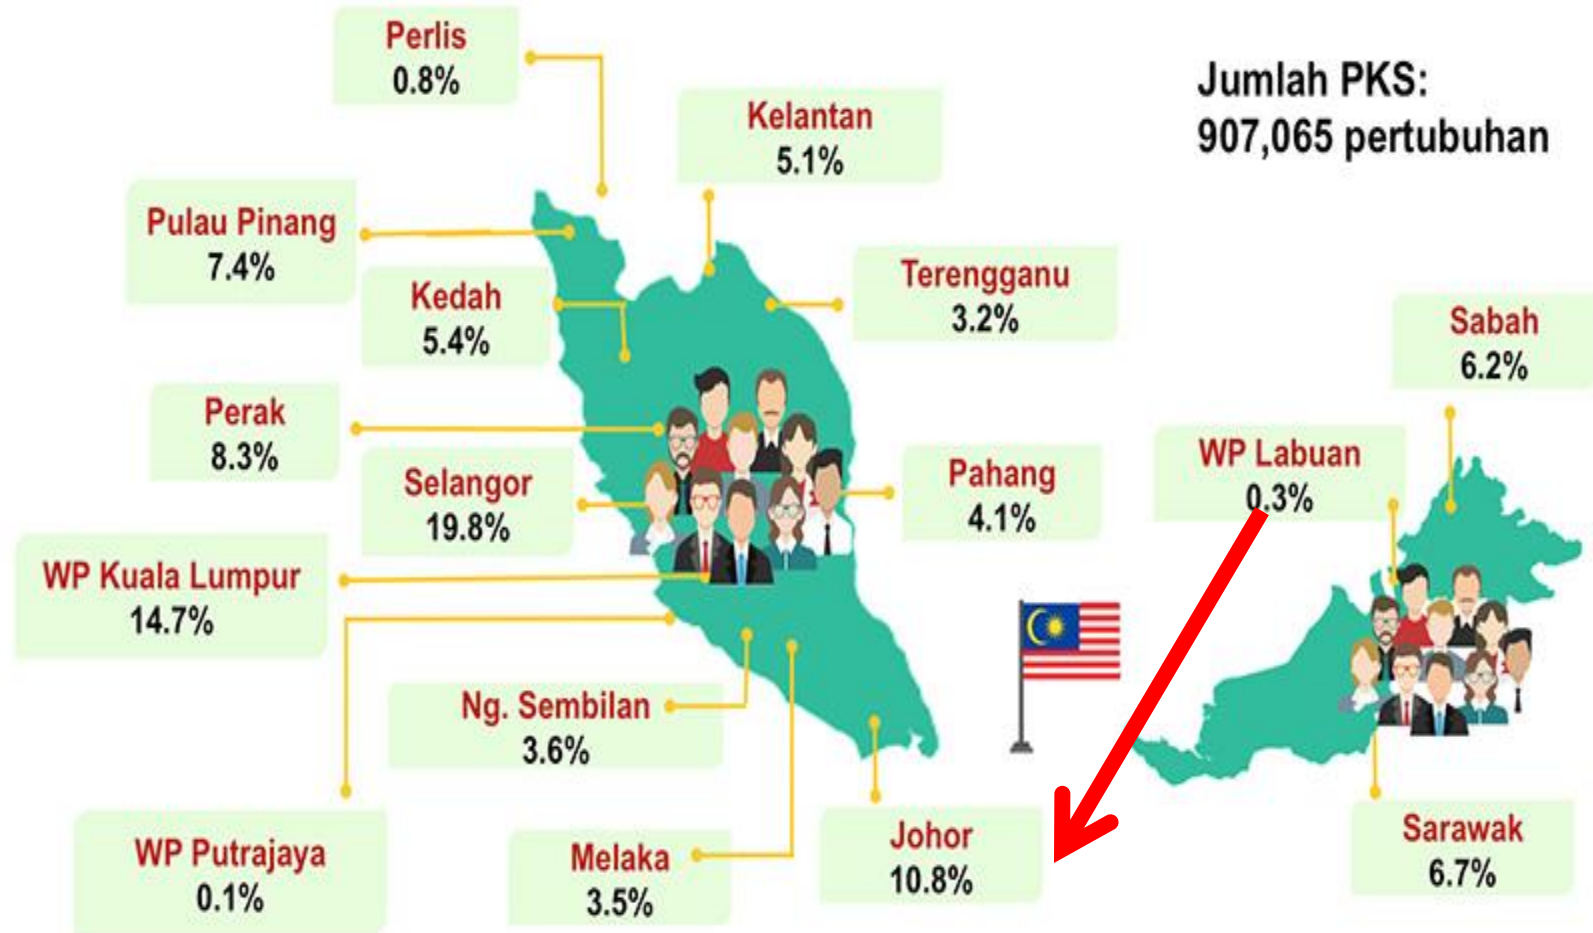 Perlis
0.8%
Jumlah PKS:
907,065 pertubuhan
Kelantan
5.1%
Pulau Pinang
7.4%
Terengganu
3.2%
Kedah
5.4%
Sabah
6.2%
Perak
8.3%
WP Labuan
0.3%
Selangor
19.8%
Pahang
4.1%
WP Kuala Lumpur
14.7%
Ng. Sembilan
3.6%
WP Putrajaya
0.1%
Melaka
3.5%
Johor
10.8%
Sarawak
6.7%